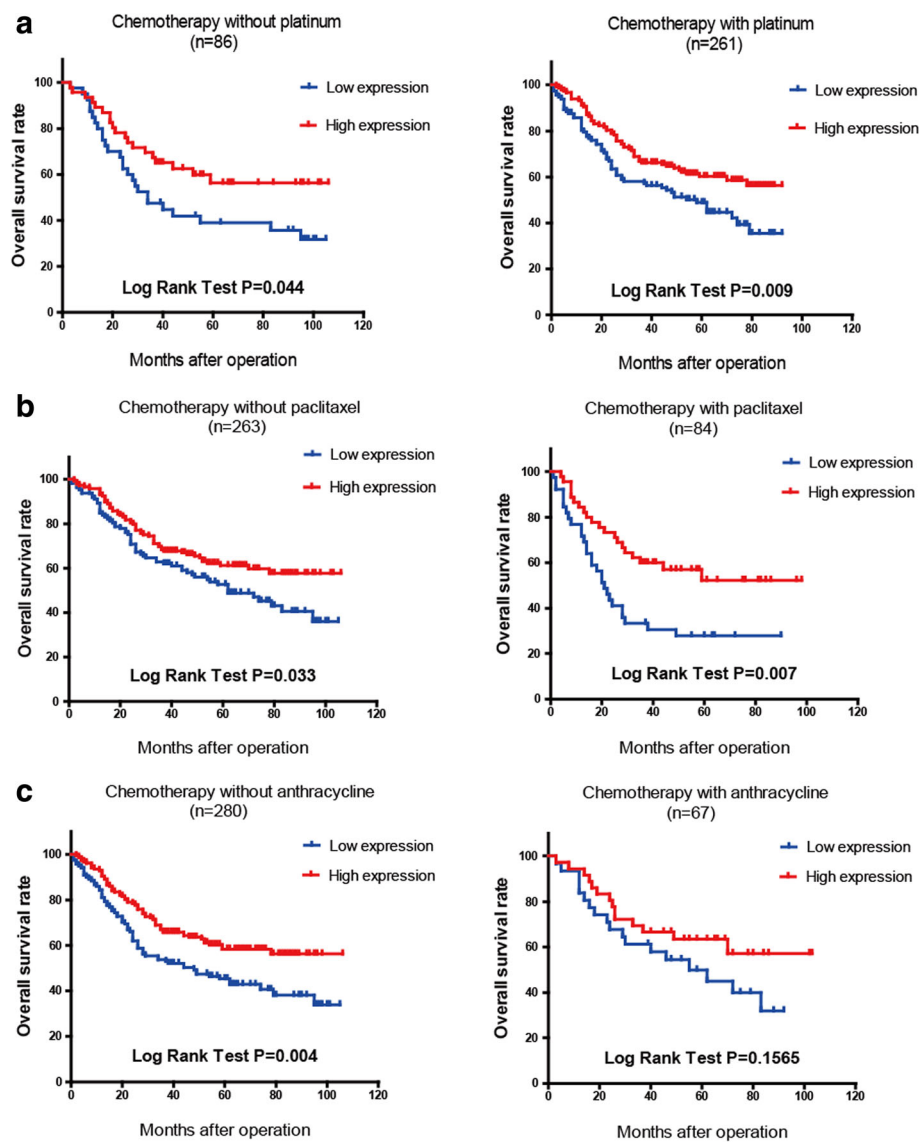 a
Chemotherapy without platinum
(n=86)
Low expression
High expression
Overall survival rate
100
80
60
40
20
0
Log Rank Test P=0.044
0 20 40 60 80 100 120
Months after operation
Chemotherapy with platinum
(n=261)
Low expression
High expression
Overall survival rate
100
80
60
40
20
0
Log Rank Test P=0.009
0 20 40 60 80 100 120
Months after operation
b
Chemotherapy without paclitaxel
(n=263)
Low expression
High expression
Overall survival rate
100
80
60
40
20
0
Log Rank Test P=0.033
0 20 40 60 80 100 120
Months after operation
Chemotherapy with paclitaxel
(n=84)
Low expression
High expression
Overall survival rate
100
80
60
40
20
0
Log Rank Test P=0.007
0 20 40 60 80 100 120
Months after operation
c
Chemotherapy without anthracycline
(n=280)
Low expression
High expression
Overall survival rate
100
80
60
40
20
0
Log Rank Test P=0.004
0 20 40 60 80 100 120
Months after operation
Chemotherapy with anthracycline
(n=67)
Low expression
High expression
Overall survival rate
100
80
60
40
20
0
Log Rank Test P=0.1565
0 20 40 60 80 100 120
Months after operation